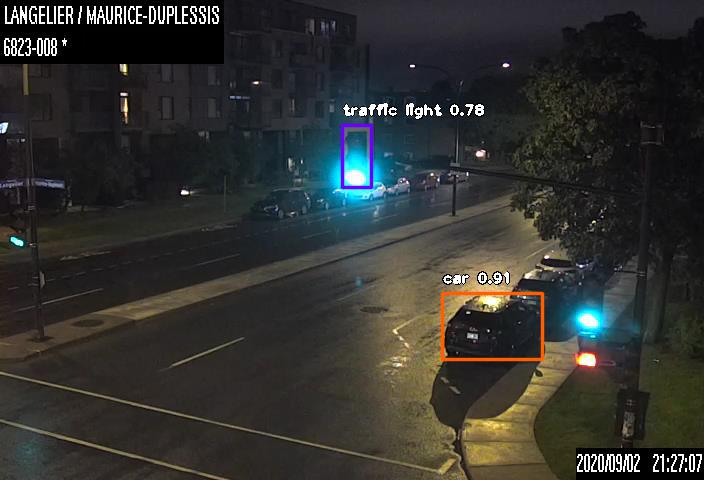 LANGELIER / MAURICE-DUPLESSIS
6823-008 *
traffic light 0.78
car 0.91
2020/09/02 21:27:07